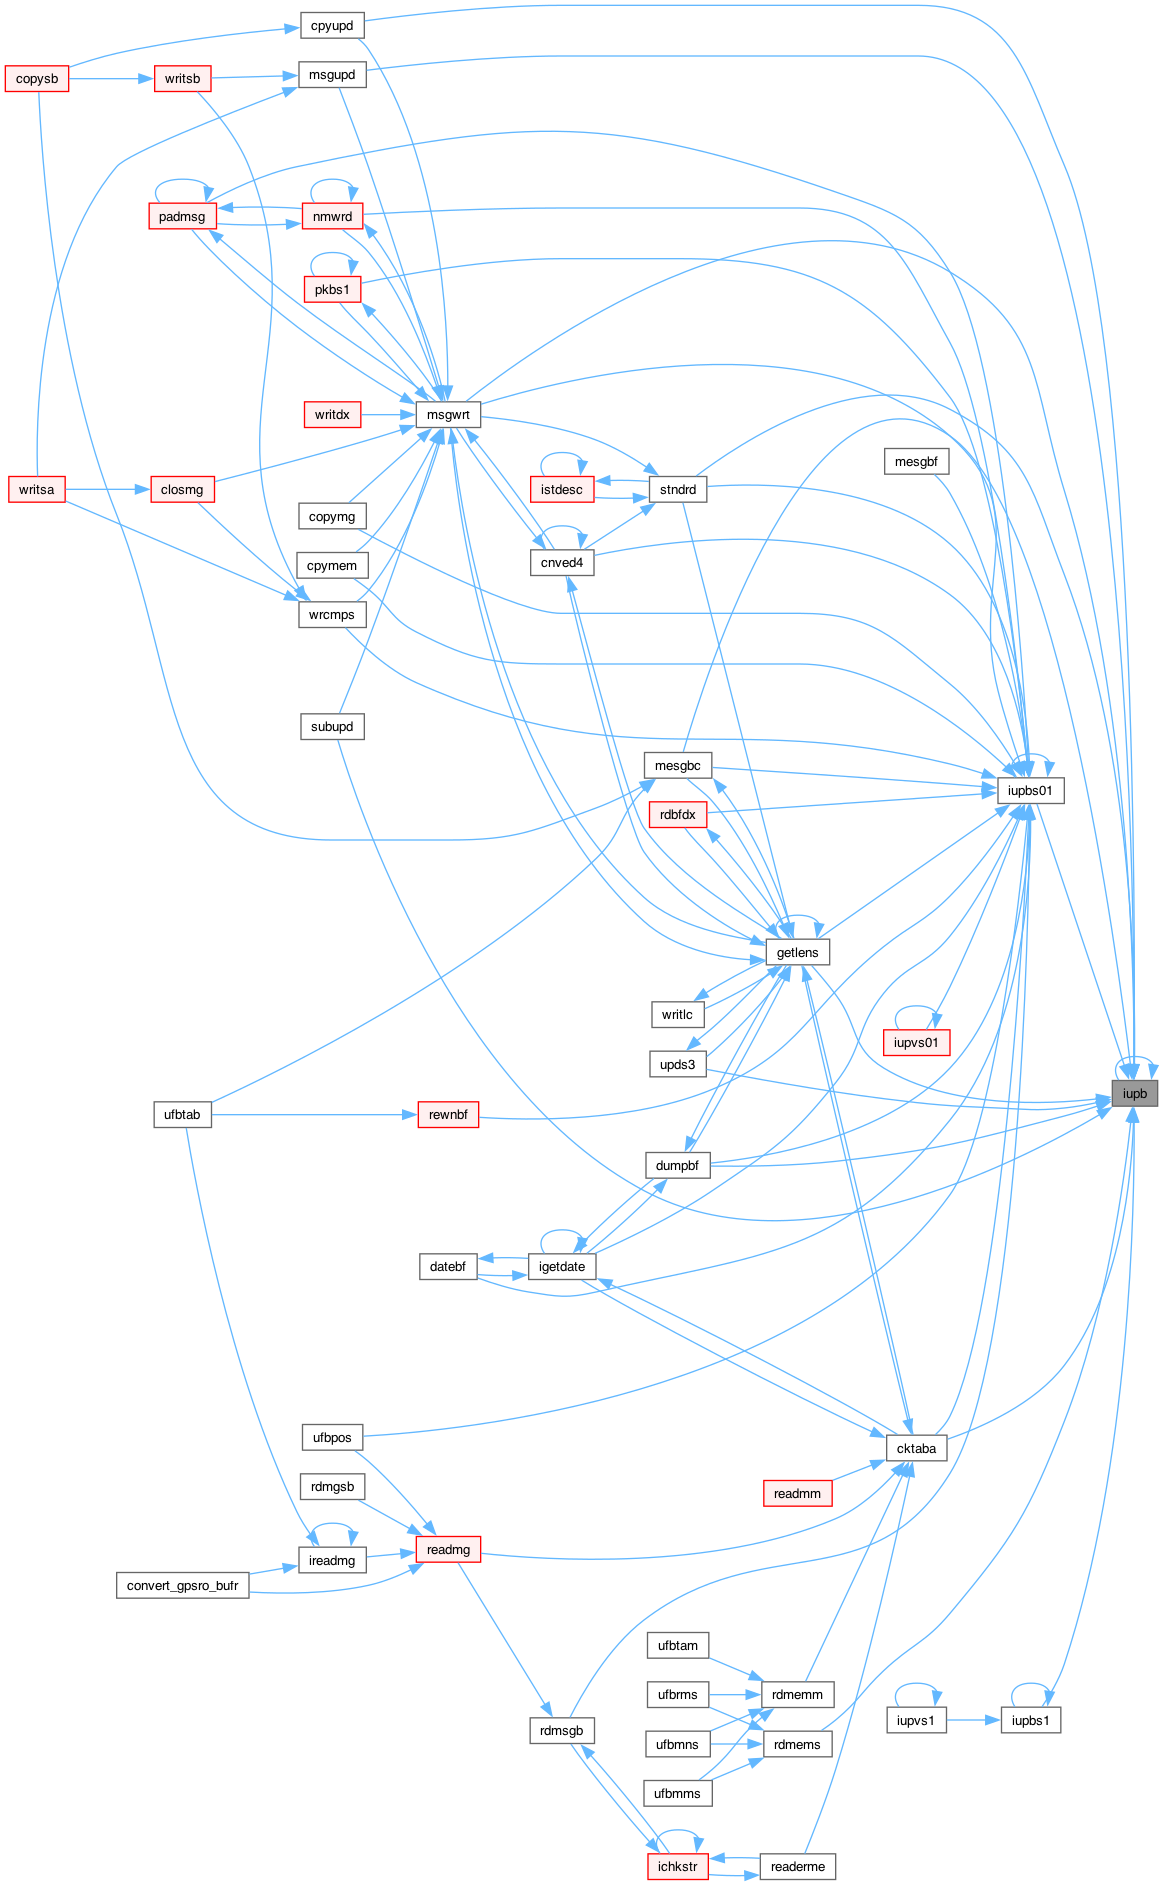 cpyupd
copysb
writsb
msgupd
padmsg
nmwrd
pkbs1
writdx
msgwrt
mesgbf
writsa
closmg
istdesc
stndrd
copymg
cnved4
cpymem
wrcmps
subupd
mesgbc
iupbs01
rdbfdx
getlens
writlc
iupvs01
upds3
iupb
ufbtab
rewnbf
dumpbf
datebf
igetdate
ufbpos
cktaba
rdmgsb
readmm
readmg
ireadmg
convert_gpsro_bufr
ufbtam
ufbrms
rdmemm
iupvs1
iupbs1
rdmsgb
ufbmns
rdmems
ufbmms
ichkstr
readerme